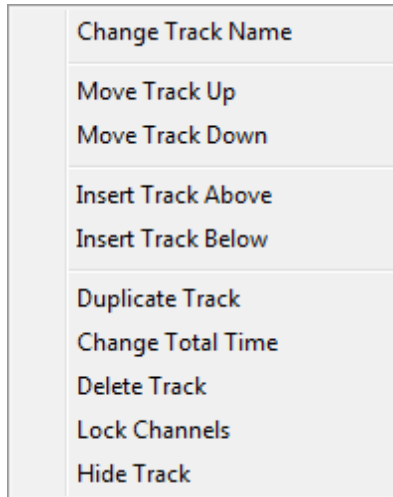 Change Track Name
Move Track Up
Move Track Down
Insert Track Above
Insert Track Below
Duplicate Track
Change Total Time
Delete Track
Lock Channels
Hide Track